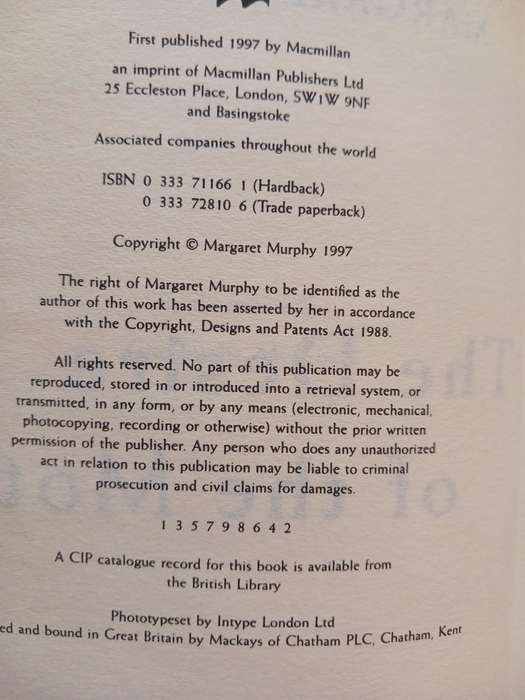 First published 1997 by Macmillan
an imprint of Macmillan Publishers Ltd
25 Eccleston Place, London, SW1W 9NF
and Basingstoke
Associated companies throughout the world
ISBN 0 333 71166 1 (Hardback)
0 333 72810 6 (Trade paperback)
Copyright © Margaret Murphy 1997
The right of Margaret Murphy to be identified as the
author of this work has been asserted by her in accordance
with the Copyright, Designs and Patents Act 1988.
All rights reserved. No part of this publication may be
reproduced, stored in or introduced into a retrieval system, or
transmitted, in any form, or by any means (electronic, mechanical,
photocopying, recording or otherwise) without the prior written
permission of the publisher. Any person who does any unauthorized
act in relation to this publication may be liable to criminal
prosecution and civil claims for damages.
1 3 5 7 9 8 6 4 2
A CIP catalogue record for this book is available from
the British Library
Phototypeset by Intype London Ltd
ed and bound in Great Britain by Mackays of Chatham PLC, Chatham, Kent